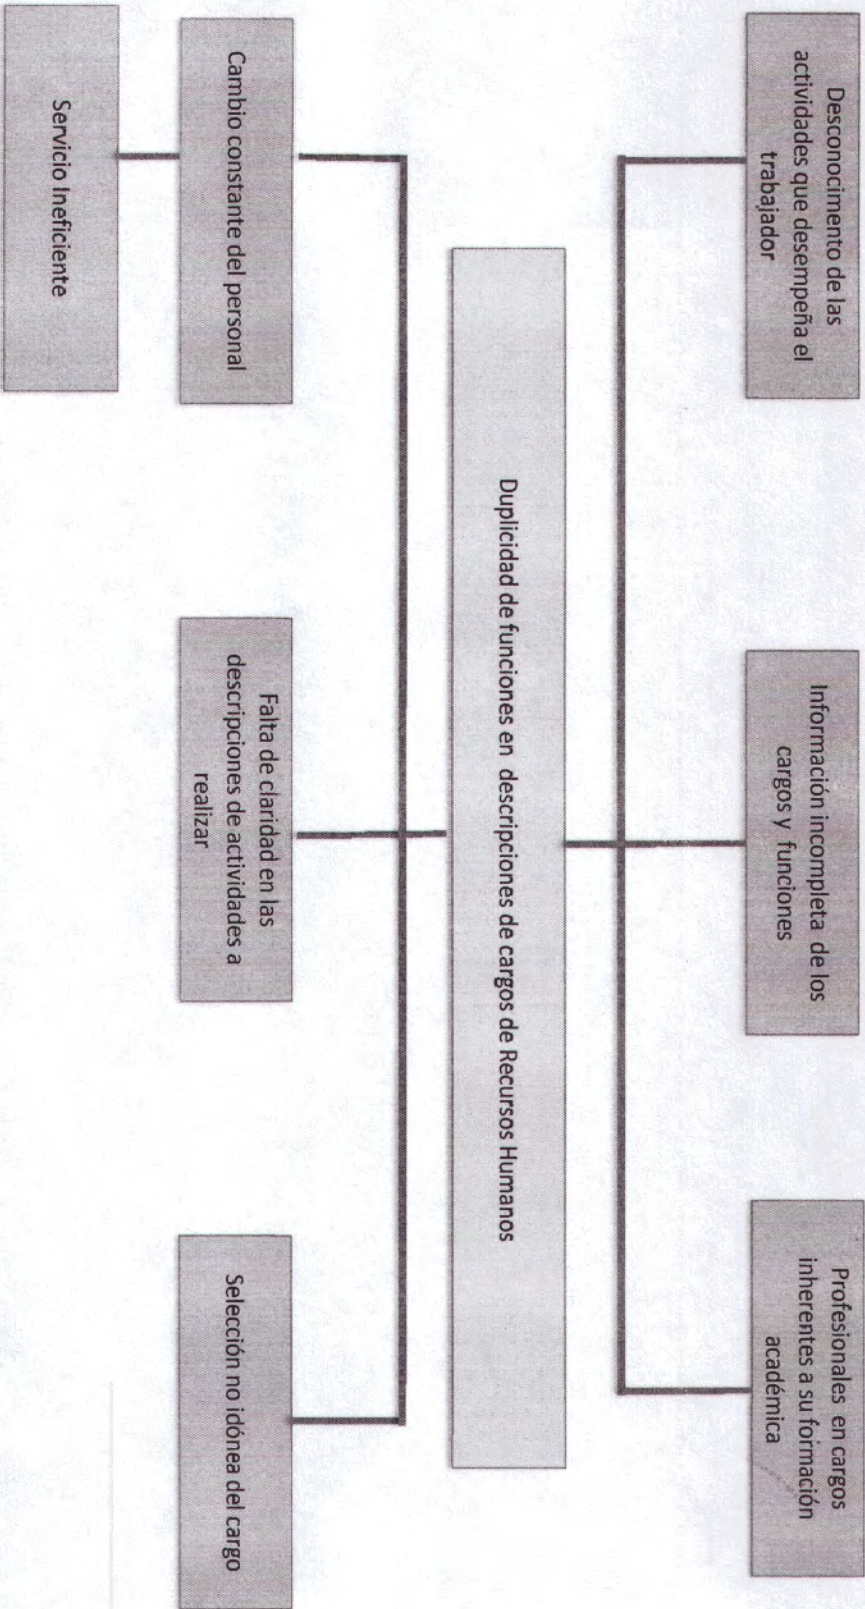 Desconocimento de las
actividades que desempeña el
trabajador
Información incompleta de los
cargos y funciones
Profesionales en cargos
inherentes a su formación
académica
Duplicidad de funciones en descripciones de cargos de Recursos Humanos
Cambio constante del personal
Falta de claridad en las
descripciones de actividades a
realizar
Selección no idónea del cargo
Servicio Ineficiente